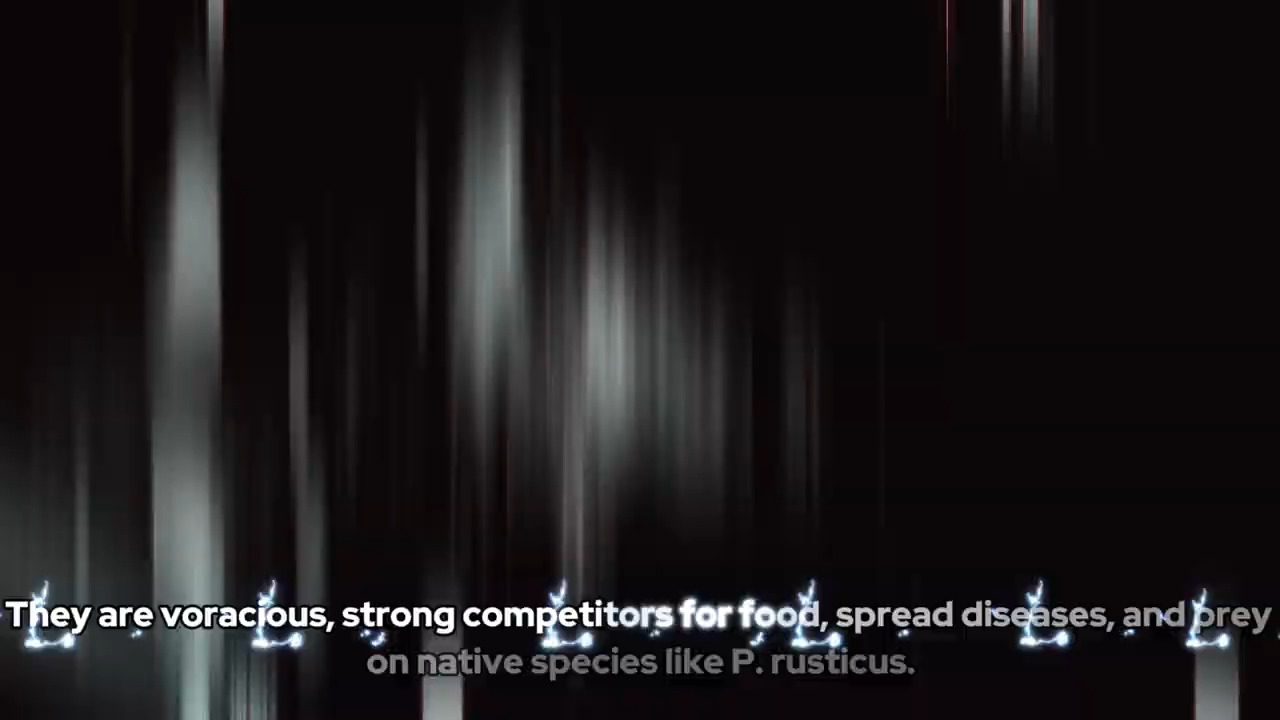 They are voracious, strong competitors for food, spread diseases, and prey
on native species like P. rusticus.